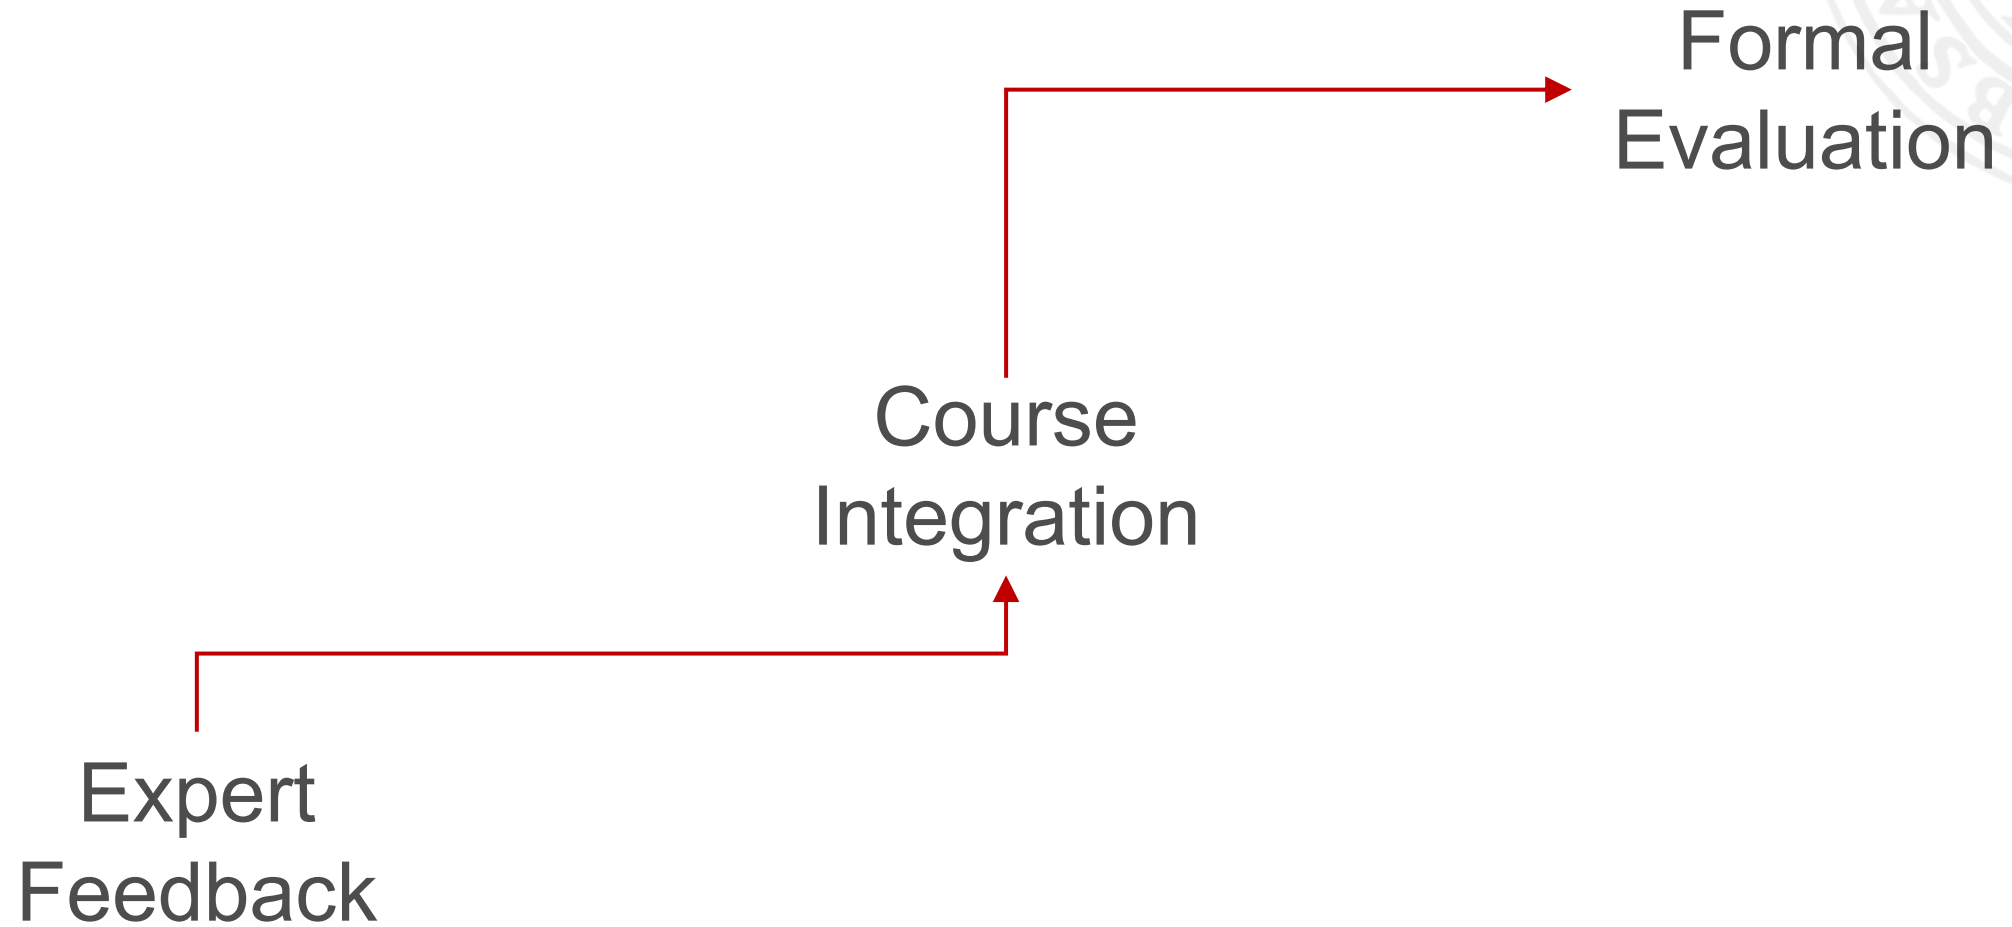 Formal
Evaluation
Course
Integration
Expert
Feedback